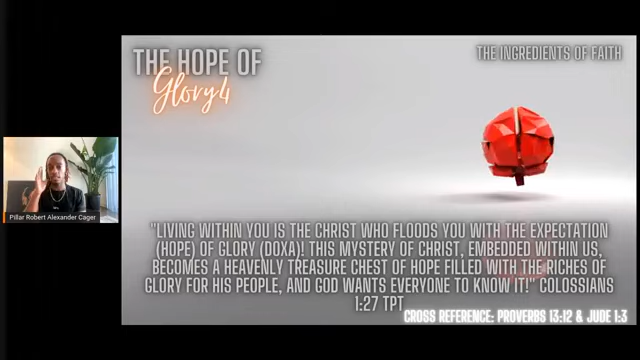 THE HOPE OF
Glory4
THE INGREDIENTS OF FAITH
Pillar Robert Alexander Cager
"LIVING WITHIN YOU IS THE CHRIST WHO FLOODS YOU WITH THE EXPECTATION
(HOPE) OF GLORY (DOXA)! THIS MYSTERY OF CHRIST, EMBEDDED WITHIN US,
BECOMES A HEAVENLY TREASURE CHEST OF HOPE FILLED WITH THE RICHES OF
GLORY FOR HIS PEOPLE, AND GOD WANTS EVERYONE TO KNOW IT!" COLOSSIANS
1:27 TPT
CROSS REFERENCE: PROVERBS 13:12 & JUDE 1:3